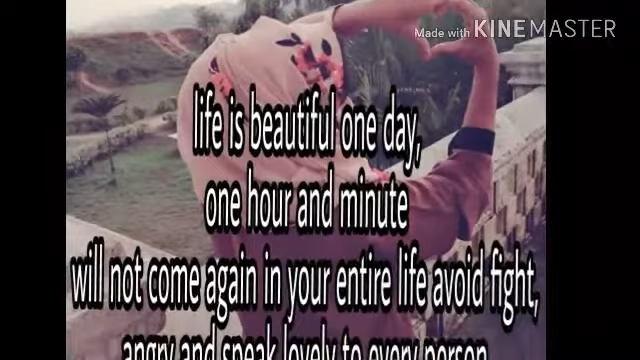 Made with KINEMASTER
life is beautiful one day,
one hour and minute
will not come again in your entire life avoid fight,
angry and speak lovely to every person